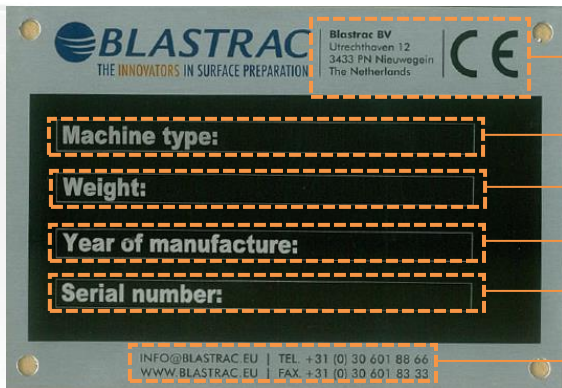 BLASTRAC
THE INNOVATORS IN SURFACE PREPARATION
Blastrac BV
Utrechthaven 12
3433 PN Nieuwegein
The Netherlands
CE
Machine type:
Weight:
Year of manufacture:
Serial number:
INFO@BLASTRAC.EU | TEL. +31 (0) 30 601 88 66
WWW.BLASTRAC.EU | FAX. +31 (0) 30 601 83 33